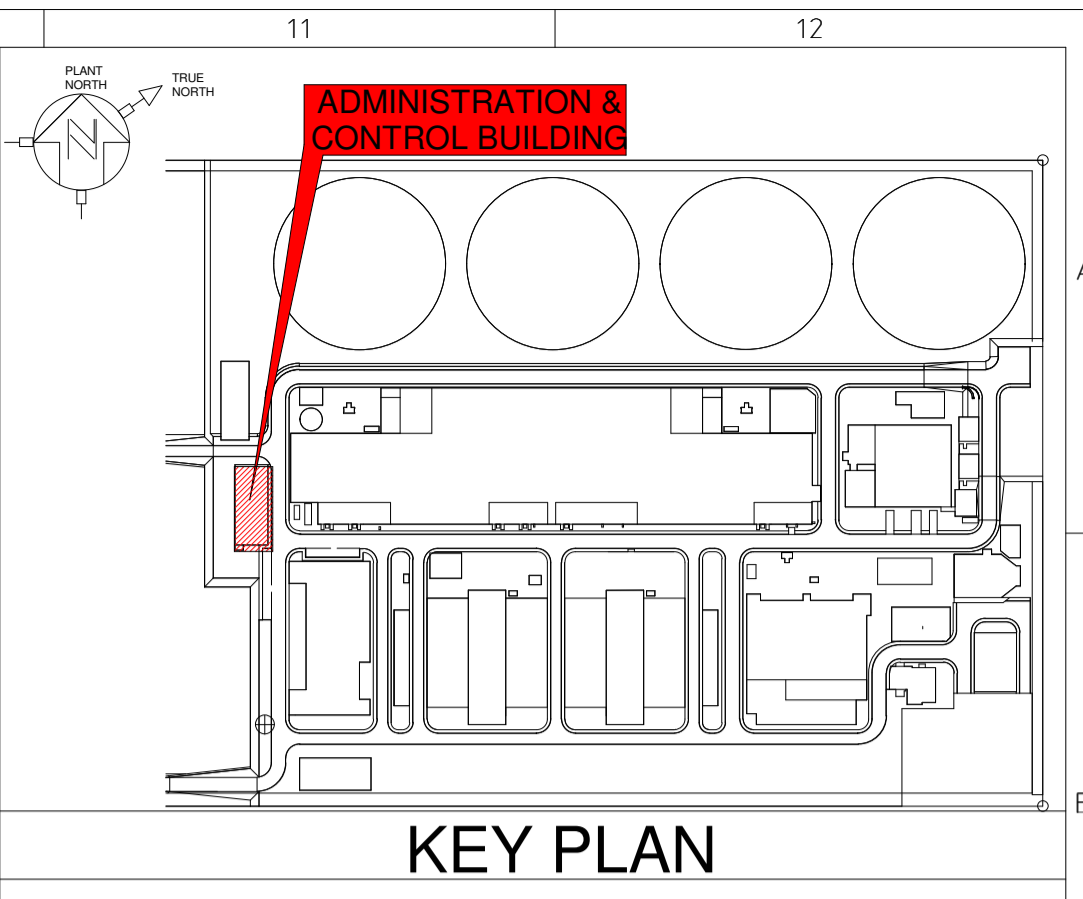 11
12
PLANT
NORTH
TRUE
NORTH
N
ADMINISTRATION &
CONTROL BUILDING
A
KEY PLAN